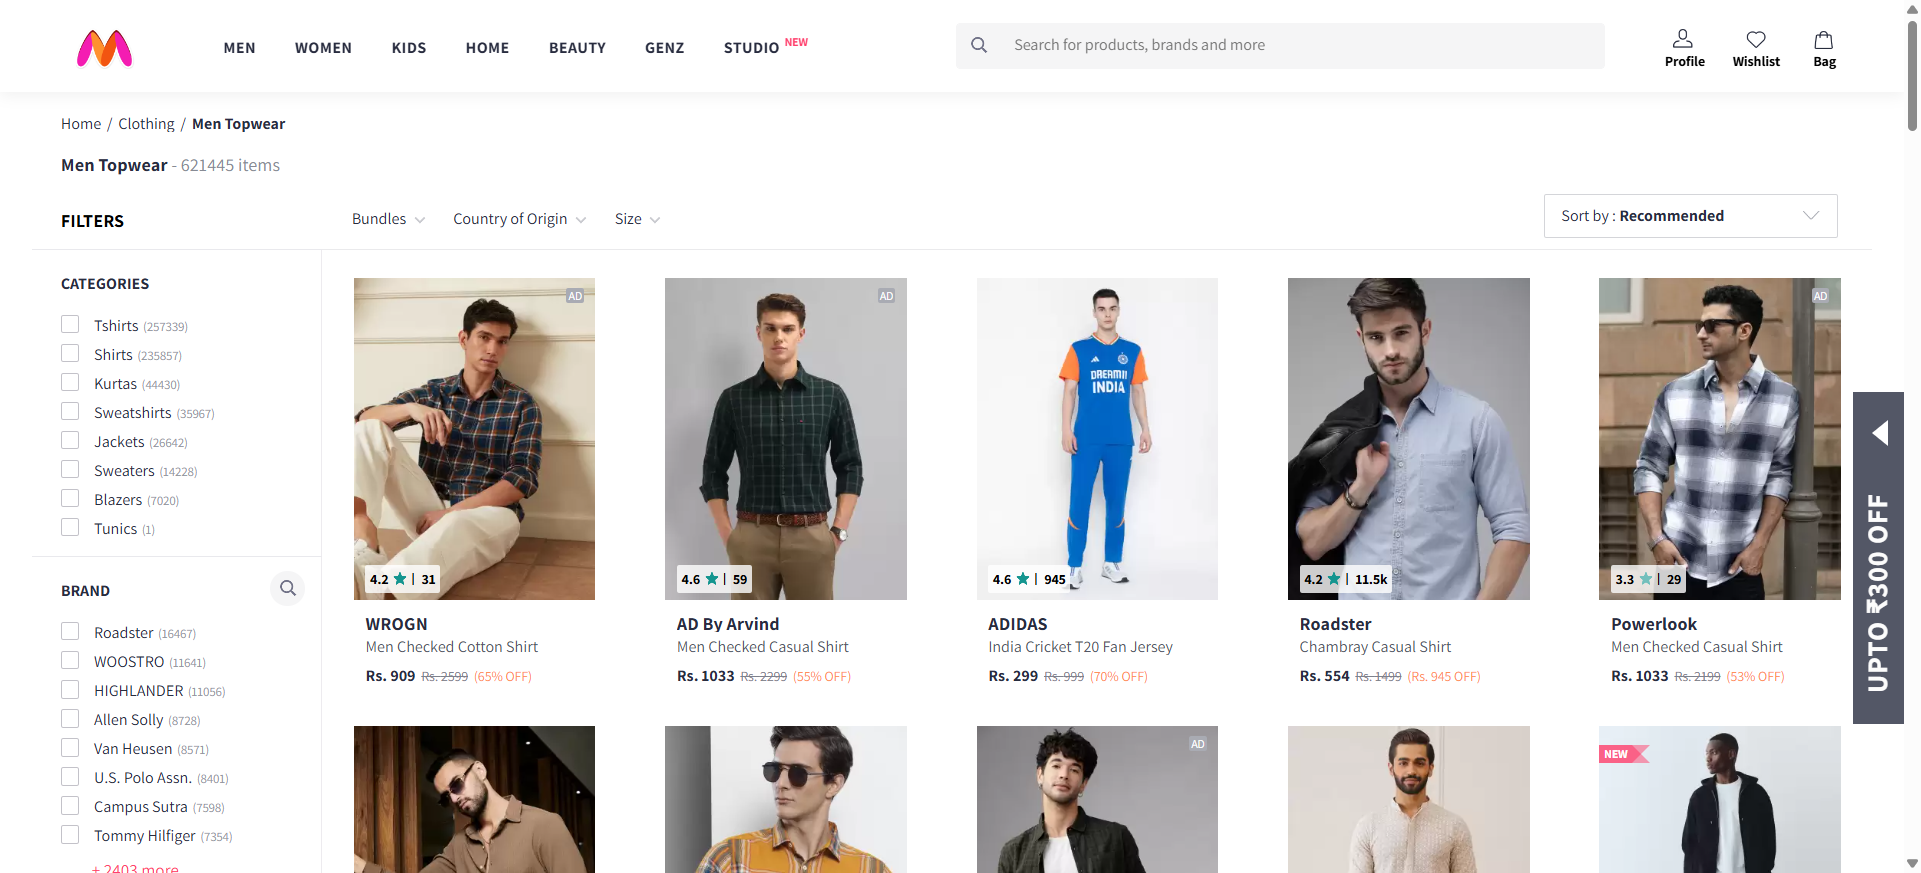 MEN WOMEN KIDS HOME BEAUTY GENZ STUDIO NEW
Search for products, brands and more
Profile Wishlist Bag
Home / Clothing / Men Topwear
Men Topwear - 621445 items
FILTERS
Bundles Country of Origin Size
Sort by : Recommended
CATEGORIES
Tshirts (257339)
Shirts (235857)
Kurtas (44430)
Sweatshirts (35967)
Jackets (26642)
Sweaters (14228)
Blazers (7020)
Tunics (1)
BRAND
Roadster (16467)
WOOSTRO (11641)
HIGHLANDER (11056)
Allen Solly (8728)
Van Heusen (8571)
U.S. Polo Assn. (8401)
Campus Sutra (7598)
Tommy Hilfiger (7354)
+ 2403 more
AD
4.2 ★ | 31
WROGN
Men Checked Cotton Shirt
Rs. 909 Rs. 2599 (65% OFF)
AD
4.6 ★ | 59
AD By Arvind
Men Checked Casual Shirt
Rs. 1033 Rs. 2299 (55% OFF)
DREAM11
INDIA
4.6 ★ | 945
ADIDAS
India Cricket T20 Fan Jersey
Rs. 299 Rs. 999 (70% OFF)
4.2 ★ | 11.5k
Roadster
Chambray Casual Shirt
Rs. 554 Rs. 1499 (Rs. 945 OFF)
AD
3.3 ★ | 29
Powerlook
Men Checked Casual Shirt
Rs. 1033 Rs. 2199 (53% OFF)
AD
NEW
UPTO ₹300 OFF